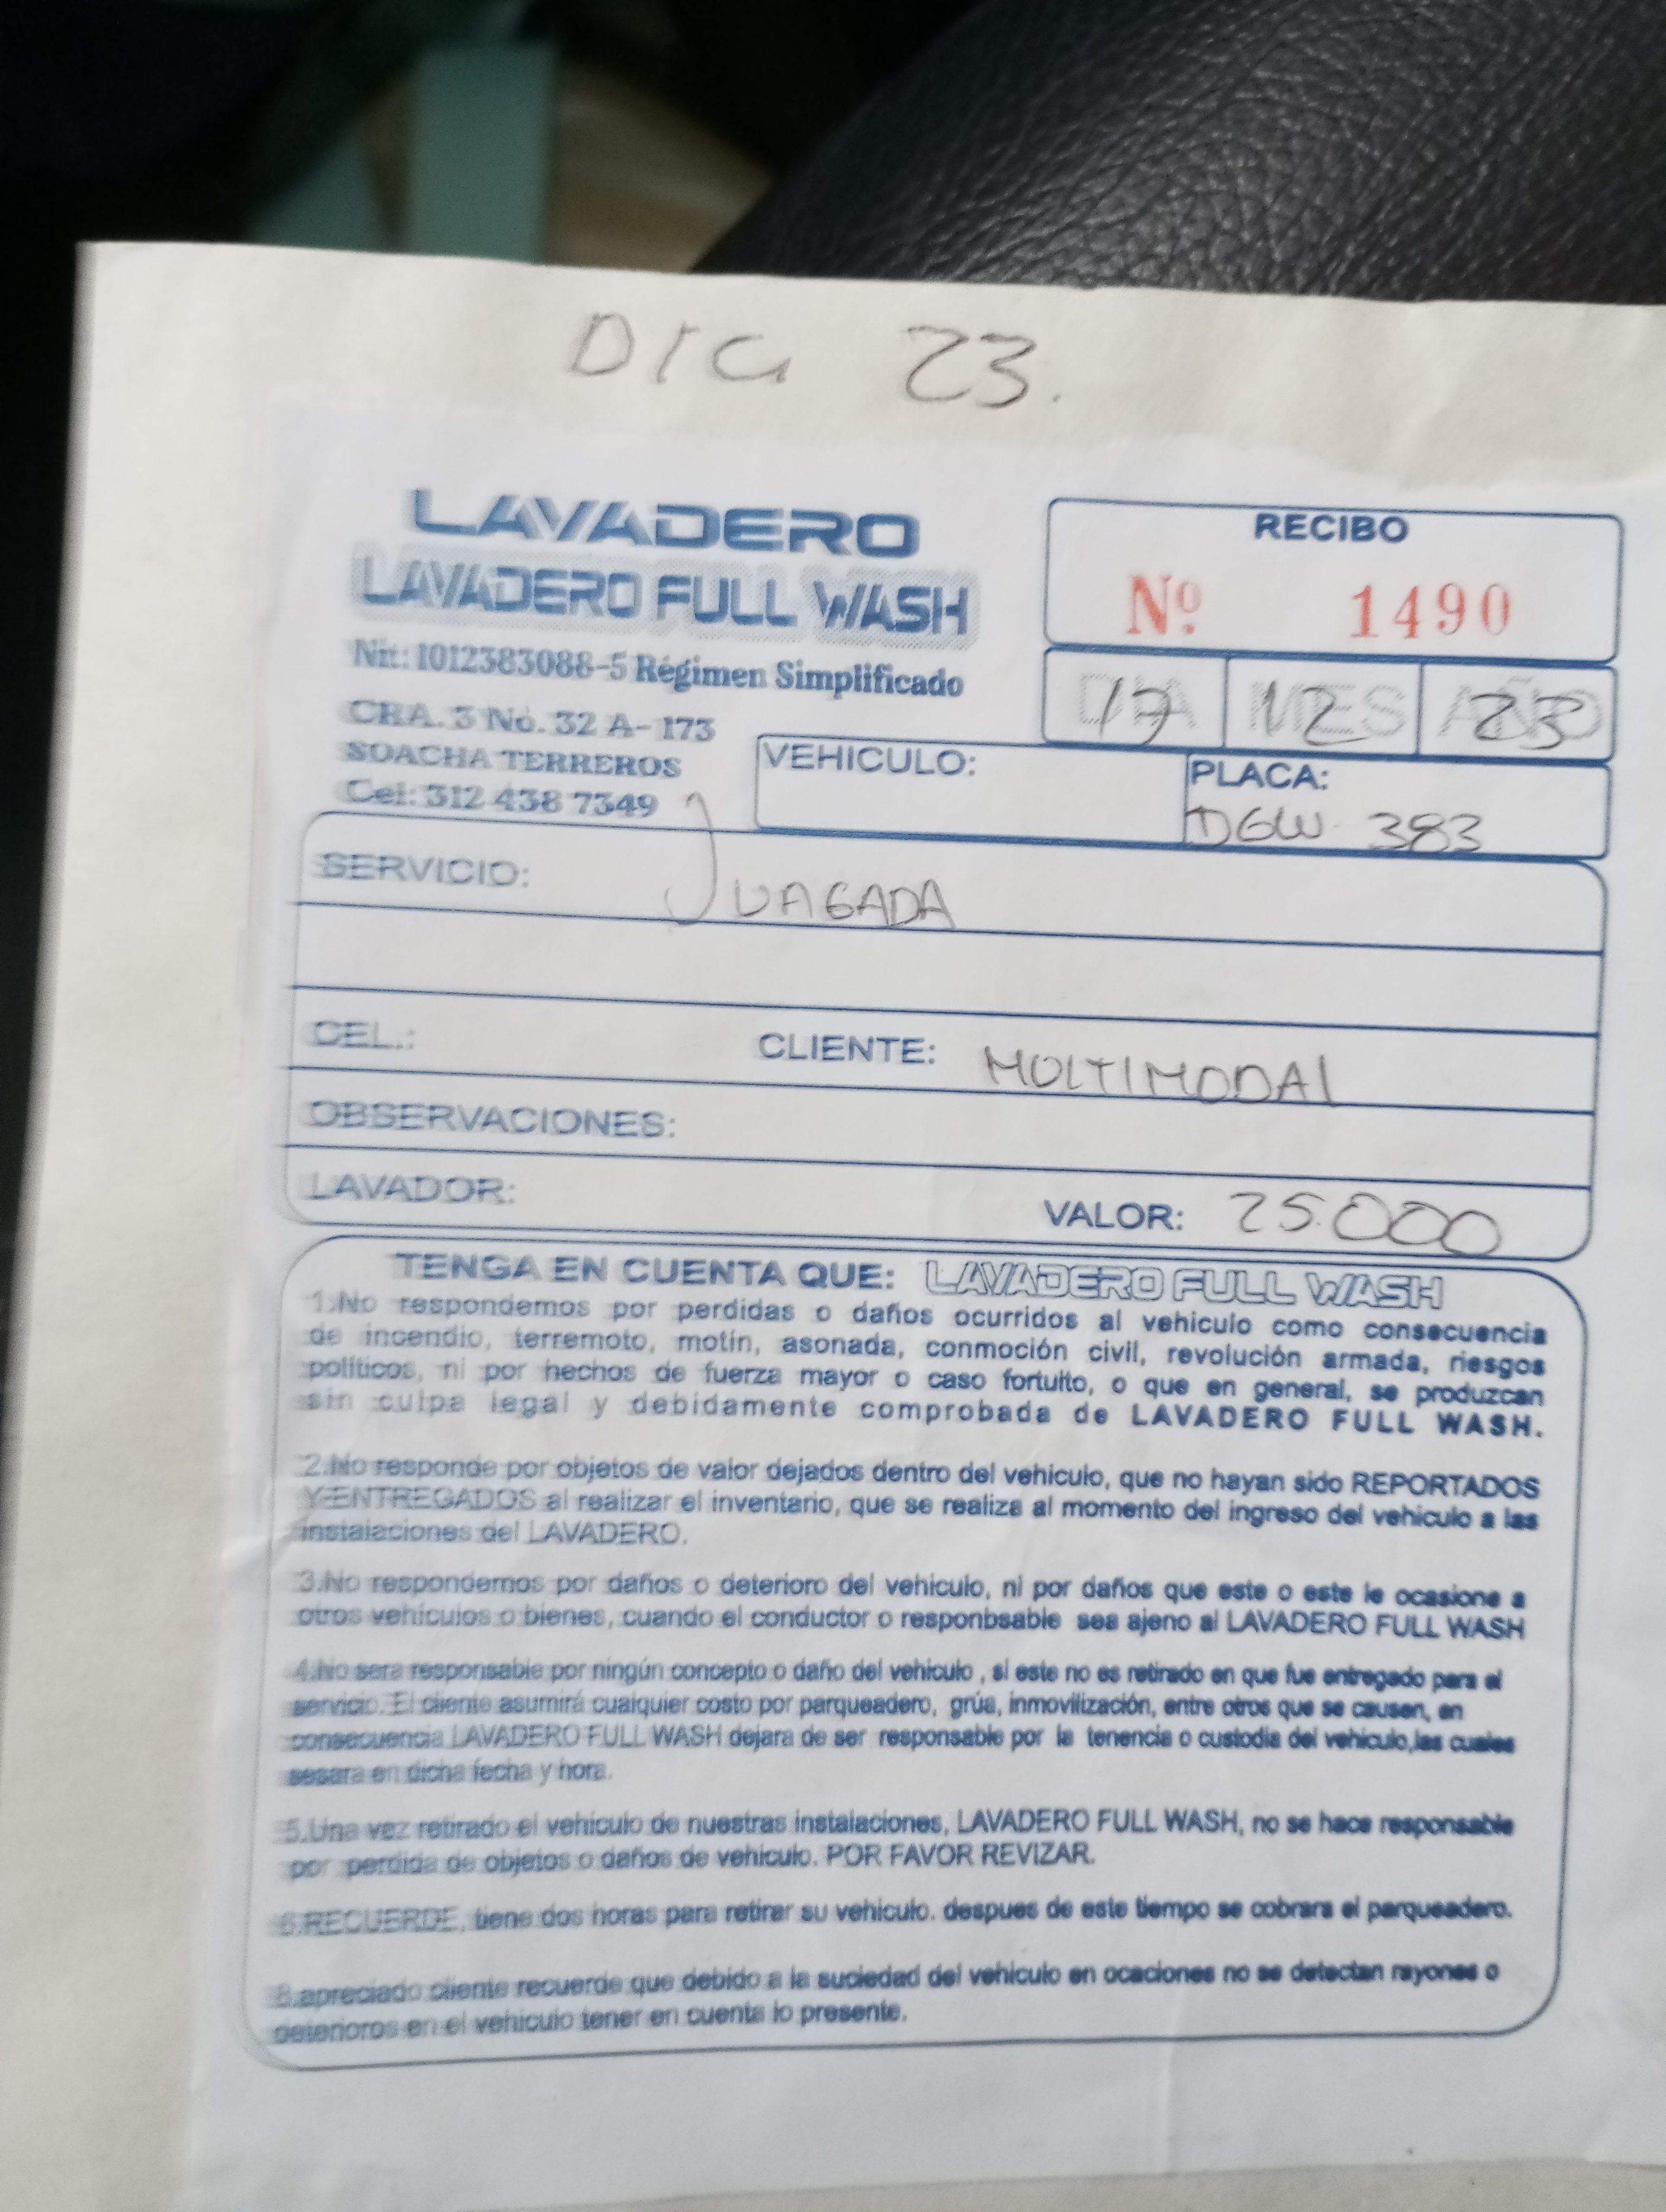 DIC 23.
LAVADERO
LAVADERO FULL WASH
Nit: 1012383088-5 Régimen Simplificado
CRA. 3 No. 32 A- 173
SOACHA TERREROS
Cel: 312 438 7349
RECIBO
Nº 1490
DIA 17 MES 12 AÑO 23
VEHICULO:
PLACA: DGW 383
SERVICIO: JUAGADA
CEL.: CLIENTE: MOLTIMODAl
OBSERVACIONES:
LAVADOR: VALOR: 25.000
TENGA EN CUENTA QUE: LAVADERO FULL WASH
1.No respondemos por perdidas o daños ocurridos al vehiculo como consecuencia
de incendio, terremoto, motín, asonada, conmoción civil, revolución armada, riesgos
politicos, ni por hechos de fuerza mayor o caso fortuito, o que en general, se produzcan
sin culpa legal y debidamente comprobada de LAVADERO FULL WASH.
2.No responde por objetos de valor dejados dentro del vehiculo, que no hayan sido REPORTADOS
Y ENTREGADOS al realizar el inventario, que se realiza al momento del ingreso del vehiculo a las
instalaciones del LAVADERO.
3.No respondemos por daños o deterioro del vehiculo, ni por daños que este o este le ocasione a
otros vehículos o bienes, cuando el conductor o responbsable sea ajeno al LAVADERO FULL WASH
4.No sera responsable por ningún concepto o daño del vehiculo , si este no es retirado en que fue entregado para el
servicio. El cliente asumirá cualquier costo por parqueadero, grúa, inmovilización, entre otros que se causen, en
consecuencia LAVADERO FULL WASH dejara de ser responsable por la tenencia o custodia del vehiculo,las cuales
sesara en dicha fecha y hora.
5.Una vez retirado el vehiculo de nuestras instalaciones, LAVADERO FULL WASH, no se hace responsable
por perdida de objetos o daños de vehiculo. POR FAVOR REVIZAR.
6.RECUERDE, tiene dos horas para retirar su vehiculo. despues de este tiempo se cobrara el parqueadero.
8.apreciado cliente recuerde que debido a la suciedad del vehiculo en ocaciones no se detectan rayones o
deterioros en el vehiculo tener en cuenta lo presente.